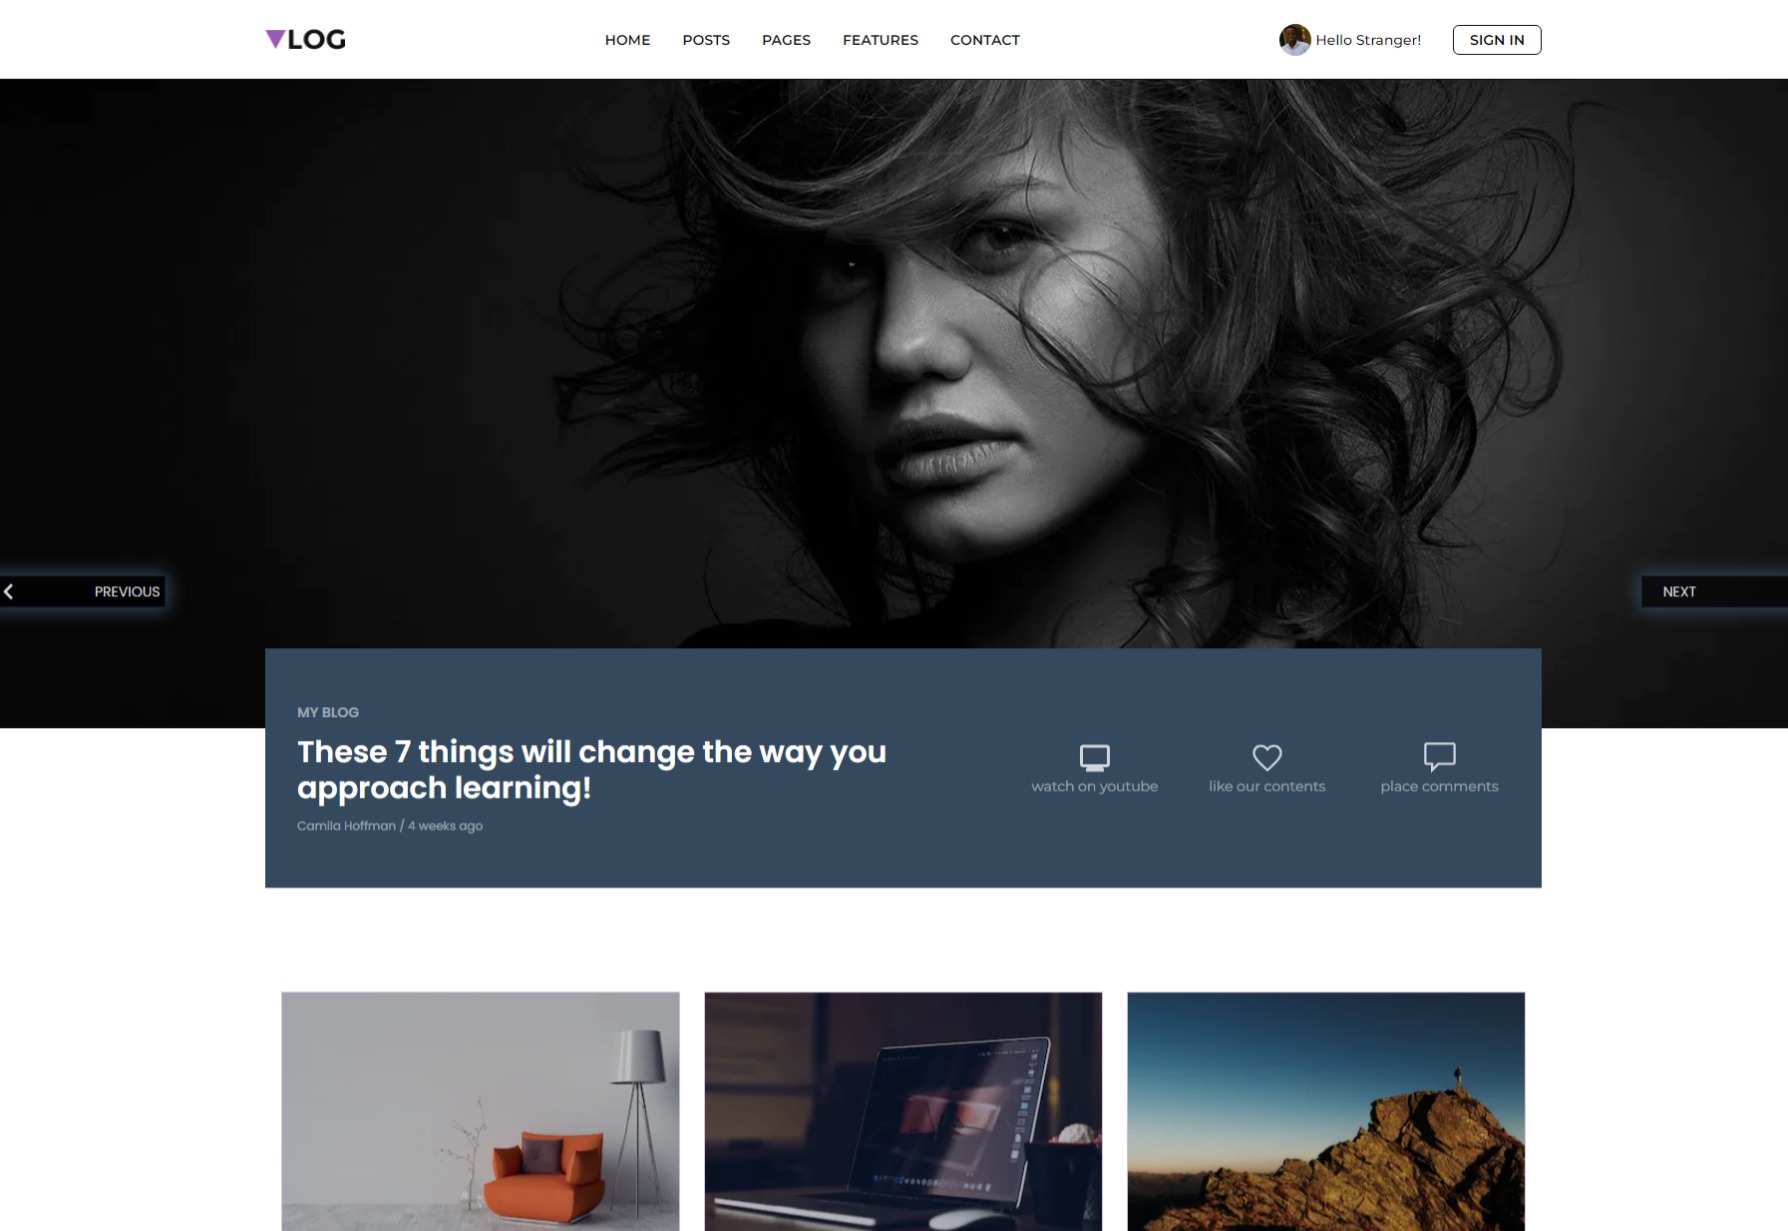 VLOG
HOME POSTS PAGES FEATURES CONTACT
Hello Stranger!
SIGN IN
PREVIOUS
NEXT
MY BLOG
These 7 things will change the way you
approach learning!
Camila Hoffman / 4 weeks ago
watch on youtube
like our contents
place comments